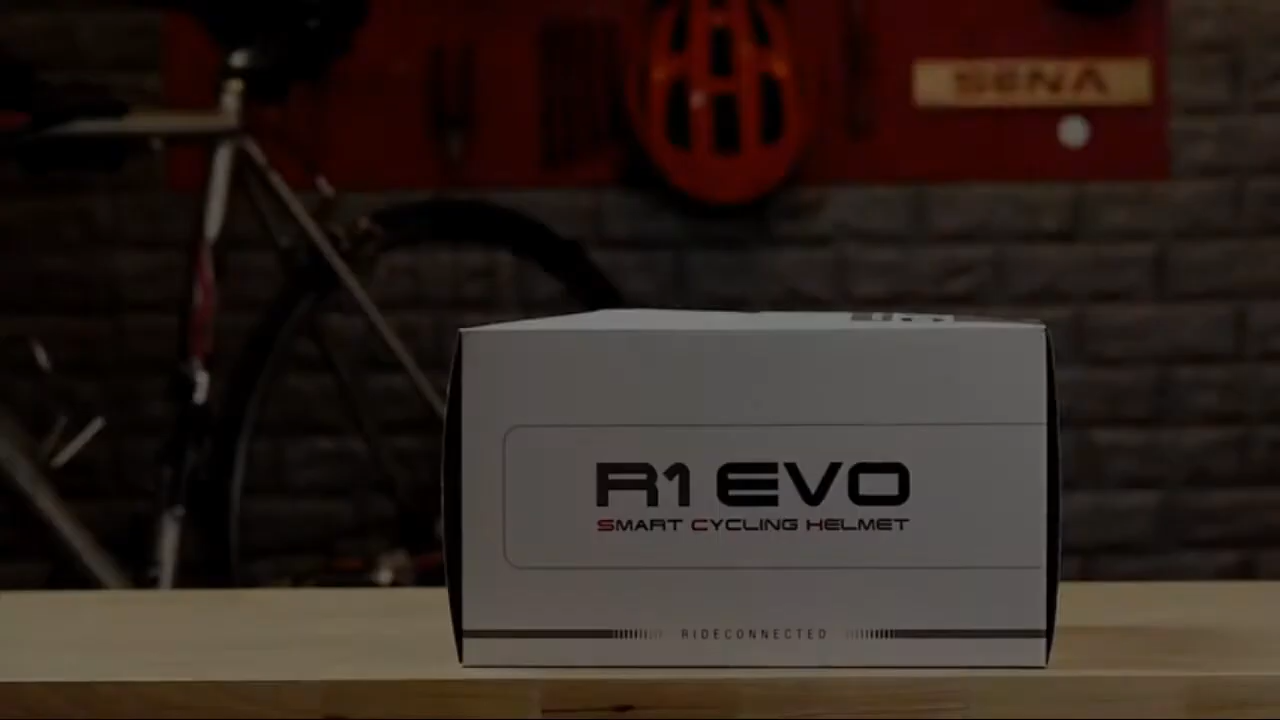 SENA
R1 EVO
SMART CYCLING HELMET
RIDECONNECTED